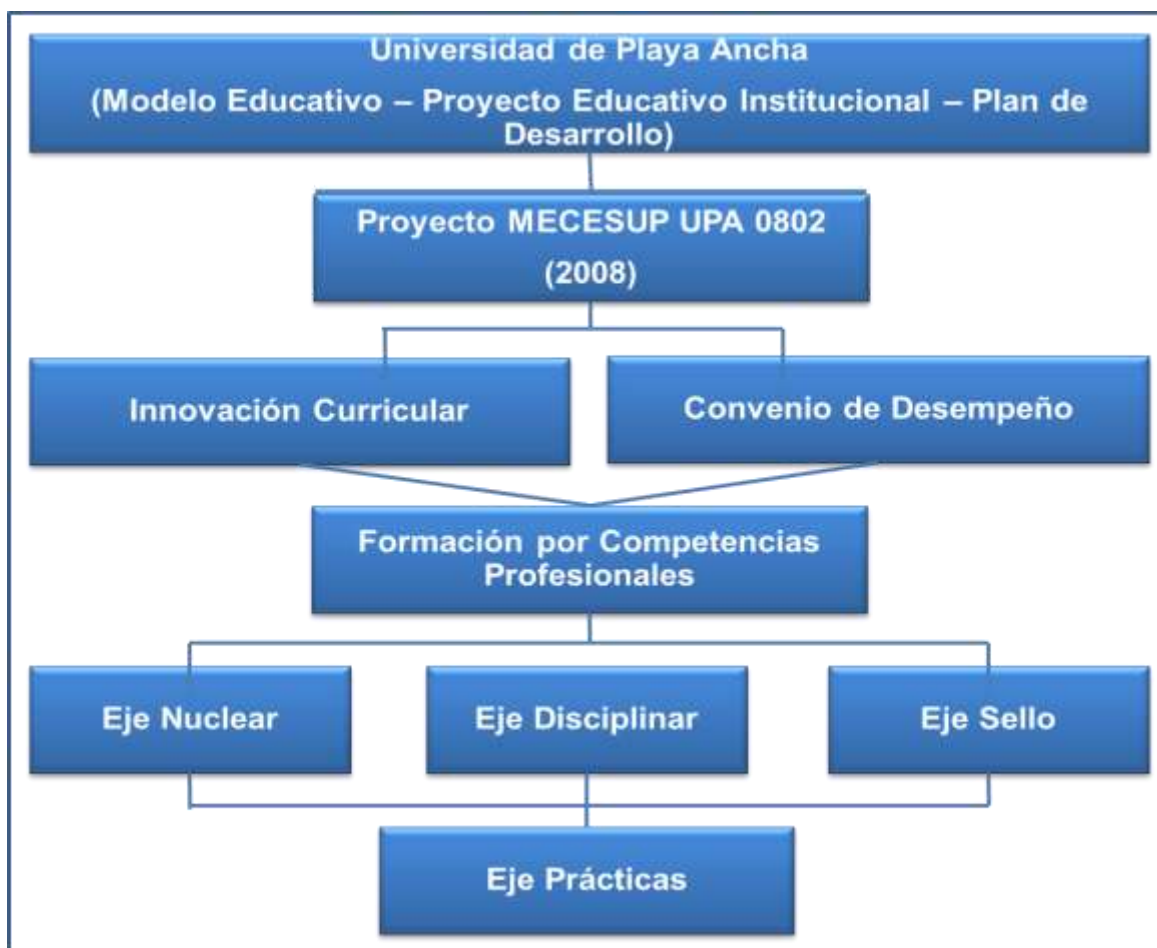 Universidad de Playa Ancha
(Modelo Educativo – Proyecto Educativo Institucional – Plan de
Desarrollo)
Proyecto MECESUP UPA 0802
(2008)
Innovación Curricular
Convenio de Desempeño
Formación por Competencias
Profesionales
Eje Nuclear
Eje Disciplinar
Eje Sello
Eje Prácticas